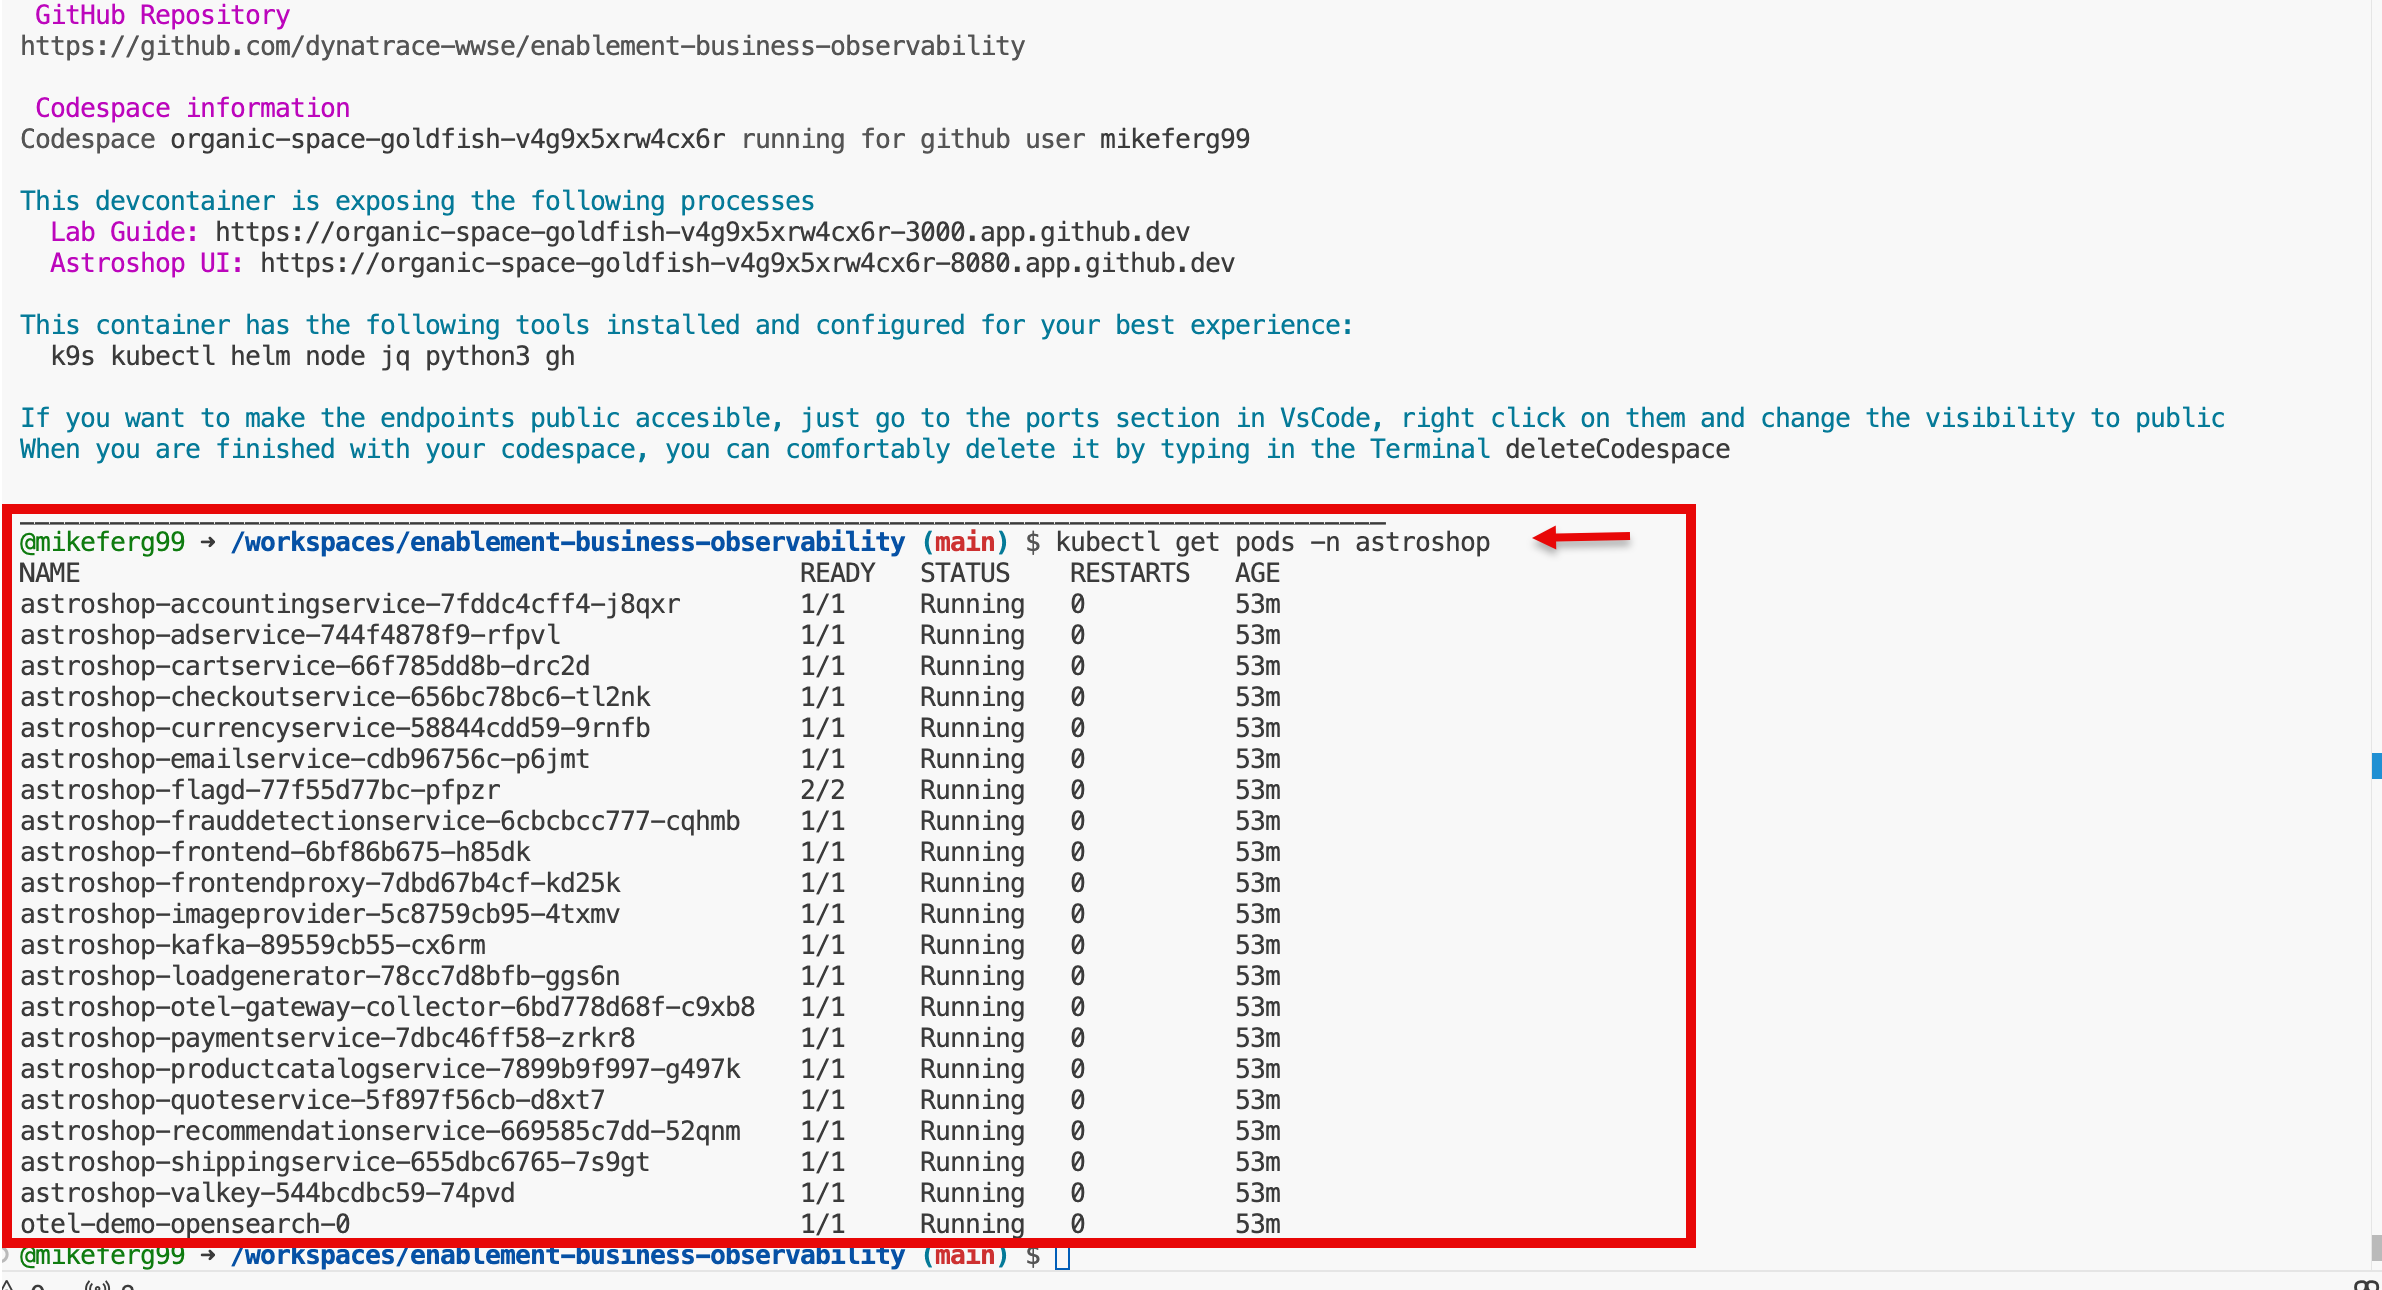 GitHub Repository
https://github.com/dynatrace-wwse/enablement-business-observability
Codespace information
Codespace organic-space-goldfish-v4g9x5xrw4cx6r running for github user mikeferg99
This devcontainer is exposing the following processes
Lab Guide: https://organic-space-goldfish-v4g9x5xrw4cx6r-3000.app.github.dev
Astroshop UI: https://organic-space-goldfish-v4g9x5xrw4cx6r-8080.app.github.dev
This container has the following tools installed and configured for your best experience:
k9s kubectl helm node jq python3 gh
If you want to make the endpoints public accesible, just go to the ports section in VsCode, right click on them and change the visibility to public
When you are finished with your codespace, you can comfortably delete it by typing in the Terminal deleteCodespace
@mikeferg99 ➜ /workspaces/enablement-business-observability (main) $ kubectl get pods -n astroshop
NAME READY STATUS RESTARTS AGE
astroshop-accountingservice-7fddc4cff4-j8qxr 1/1 Running 0 53m
astroshop-adservice-744f4878f9-rfpvl 1/1 Running 0 53m
astroshop-cartservice-66f785dd8b-drc2d 1/1 Running 0 53m
astroshop-checkoutservice-656bc78bc6-tl2nk 1/1 Running 0 53m
astroshop-currencyservice-58844cdd59-9rnfb 1/1 Running 0 53m
astroshop-emailservice-cdb96756c-p6jmt 1/1 Running 0 53m
astroshop-flagd-77f55d77bc-pfpzr 2/2 Running 0 53m
astroshop-frauddetectionservice-6cbcbcc777-cqhmb 1/1 Running 0 53m
astroshop-frontend-6bf86b675-h85dk 1/1 Running 0 53m
astroshop-frontendproxy-7dbd67b4cf-kd25k 1/1 Running 0 53m
astroshop-imageprovider-5c8759cb95-4txmv 1/1 Running 0 53m
astroshop-kafka-89559cb55-cx6rm 1/1 Running 0 53m
astroshop-loadgenerator-78cc7d8bfb-ggs6n 1/1 Running 0 53m
astroshop-otel-gateway-collector-6bd778d68f-c9xb8 1/1 Running 0 53m
astroshop-paymentservice-7dbc46ff58-zrkr8 1/1 Running 0 53m
astroshop-productcatalogservice-7899b9f997-g497k 1/1 Running 0 53m
astroshop-quoteservice-5f897f56cb-d8xt7 1/1 Running 0 53m
astroshop-recommendationservice-669585c7dd-52qnm 1/1 Running 0 53m
astroshop-shippingservice-655dbc6765-7s9gt 1/1 Running 0 53m
astroshop-valkey-544bcdbc59-74pvd 1/1 Running 0 53m
otel-demo-opensearch-0 1/1 Running 0 53m
@mikeferg99 ➜ /workspaces/enablement-business-observability (main) $